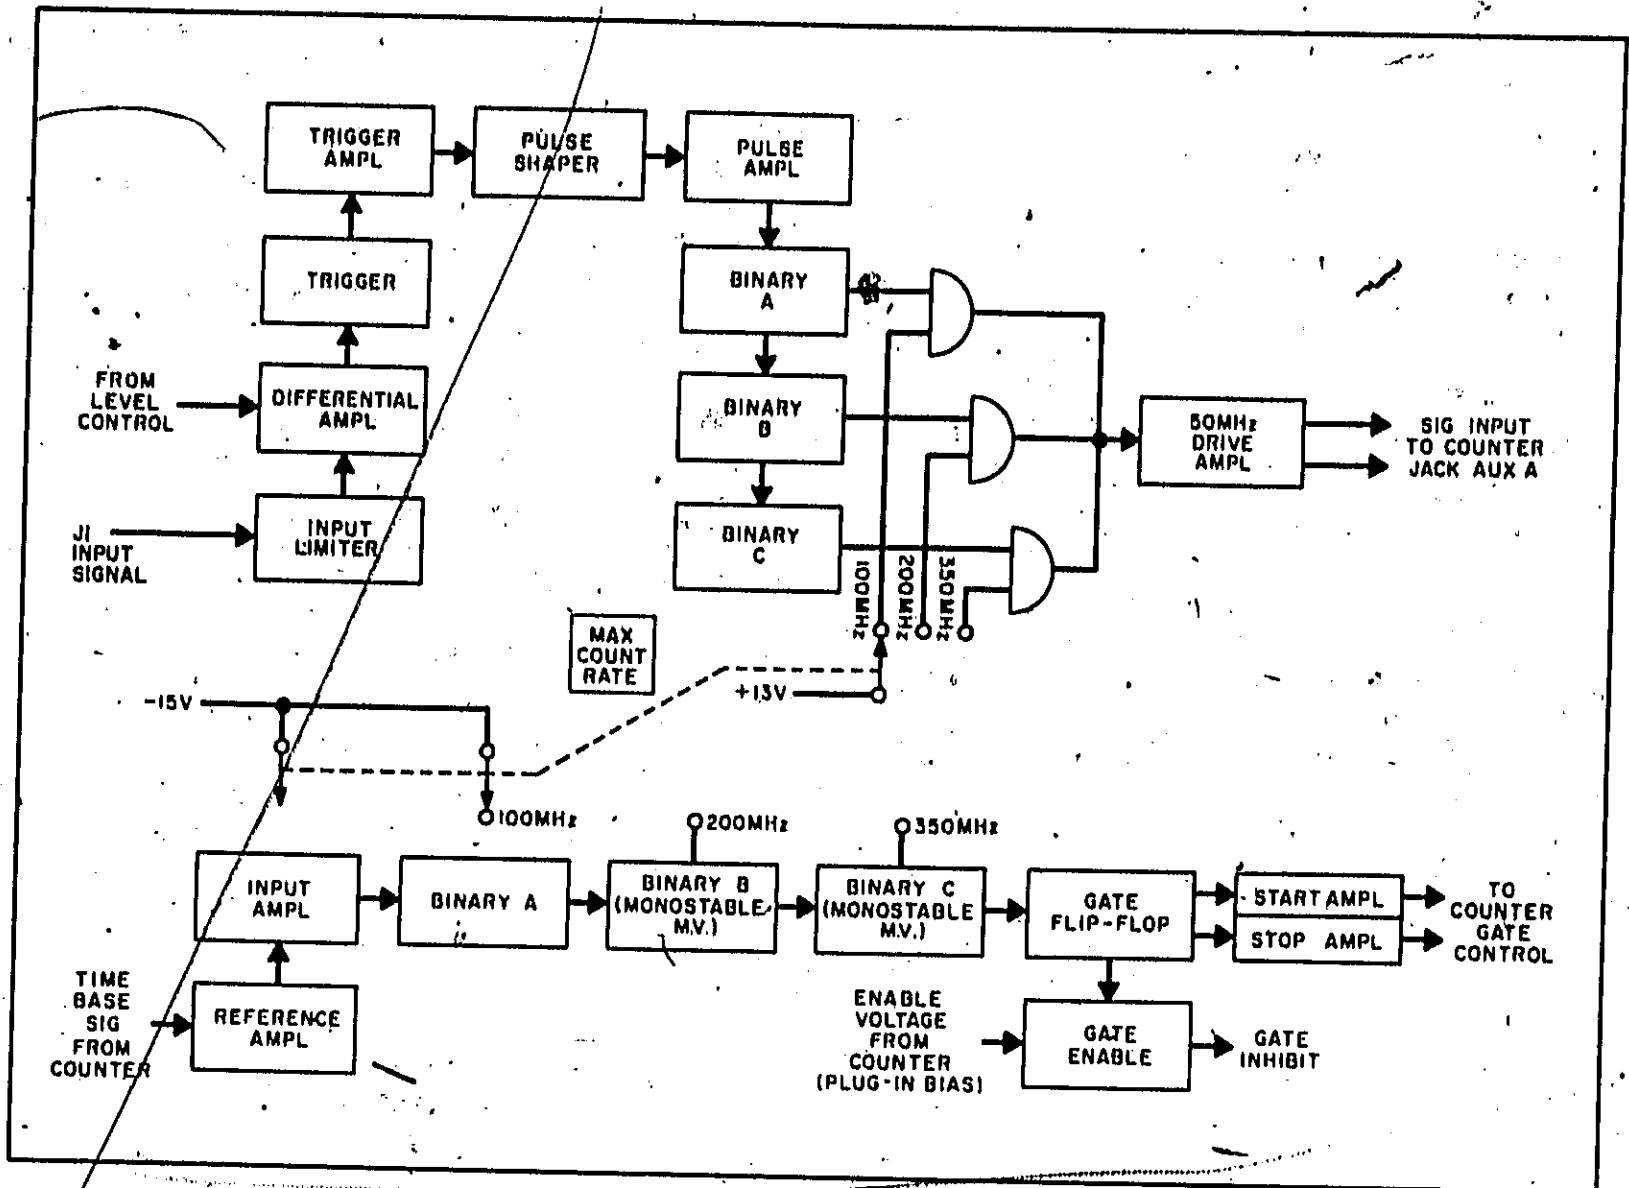 TRIGGER
AMPL
PULSE
SHAPER
PULSE
AMPL
TRIGGER
BINARY
A
FROM
LEVEL
CONTROL
DIFFERENTIAL
AMPL
BINARY
B
50MHz
DRIVE
AMPL
SIG INPUT
TO COUNTER
JACK AUX A
J1
INPUT
SIGNAL
INPUT
LIMITER
BINARY
C
100MHz
200MHz
350MHz
MAX
COUNT
RATE
+13V
-15V
100MHz
200MHz
350MHz
INPUT
AMPL
BINARY A
BINARY B
(MONOSTABLE
M.V.)
BINARY C
(MONOSTABLE
M.V.)
GATE
FLIP-FLOP
START AMPL
STOP AMPL
TO
COUNTER
GATE
CONTROL
TIME
BASE
SIG
FROM
COUNTER
REFERENCE
AMPL
ENABLE
VOLTAGE
FROM
COUNTER
(PLUG-IN BIAS)
GATE
ENABLE
GATE
INHIBIT